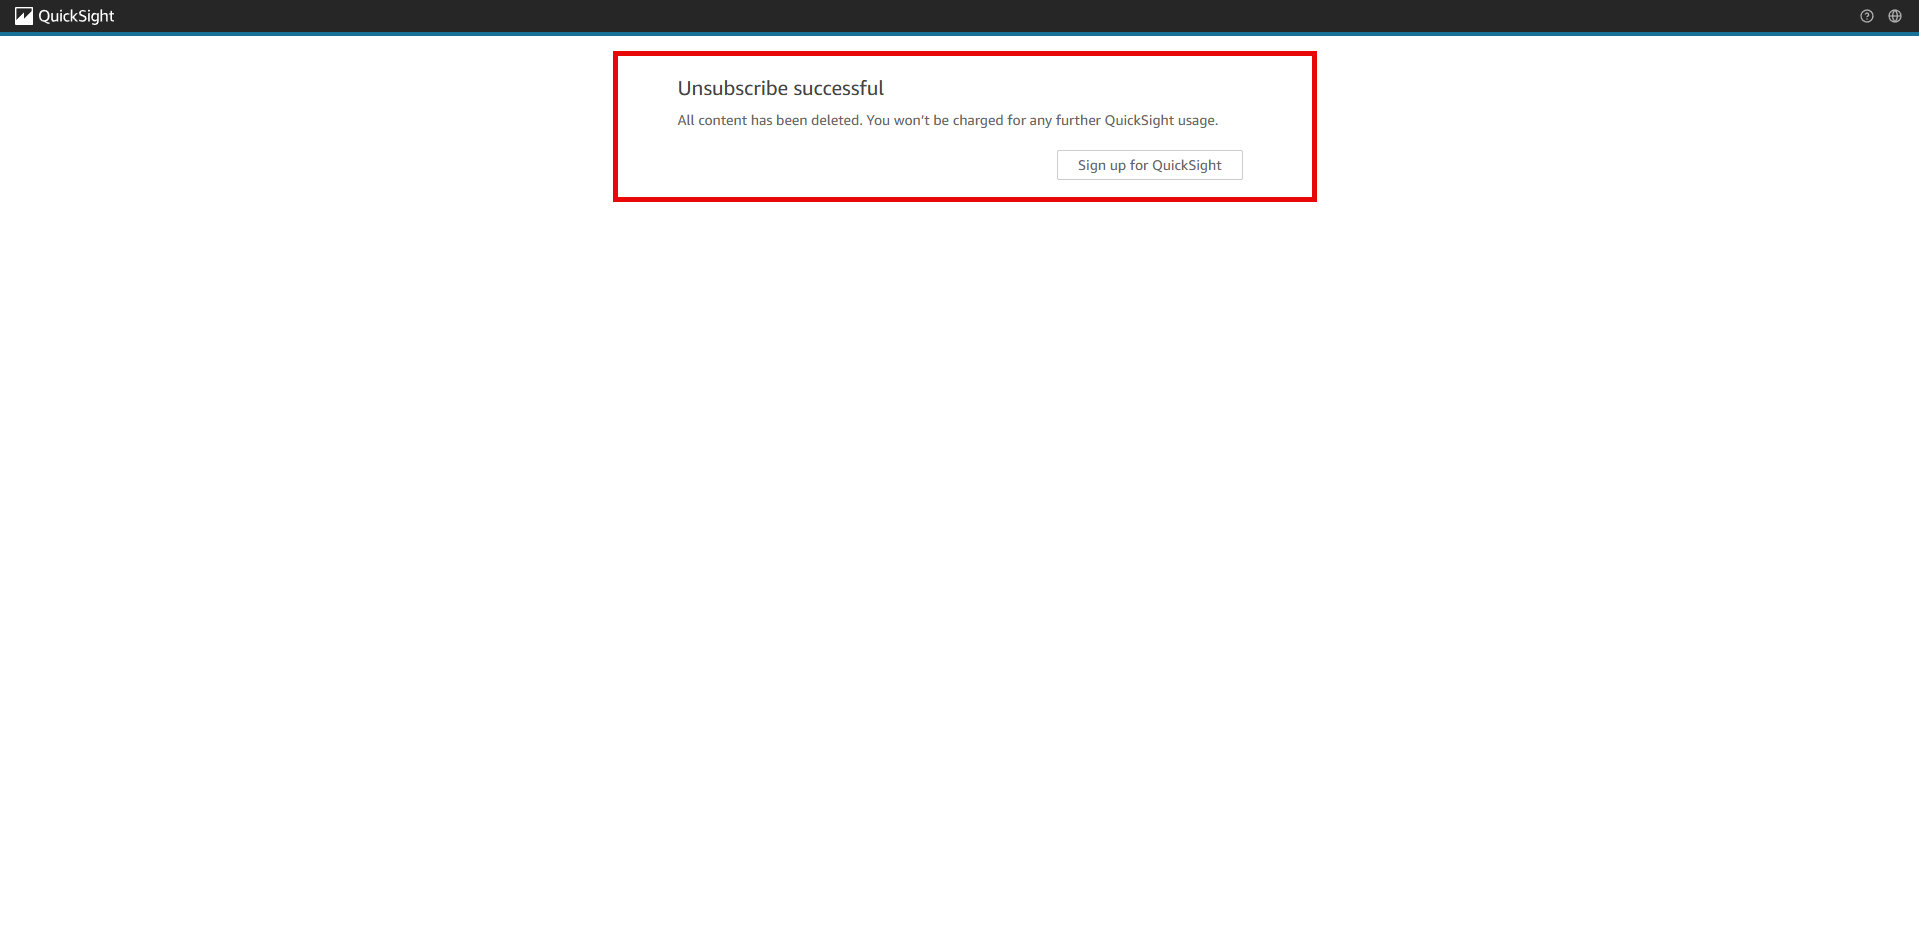 QuickSight
Unsubscribe successful
All content has been deleted. You won't be charged for any further QuickSight usage.
Sign up for QuickSight